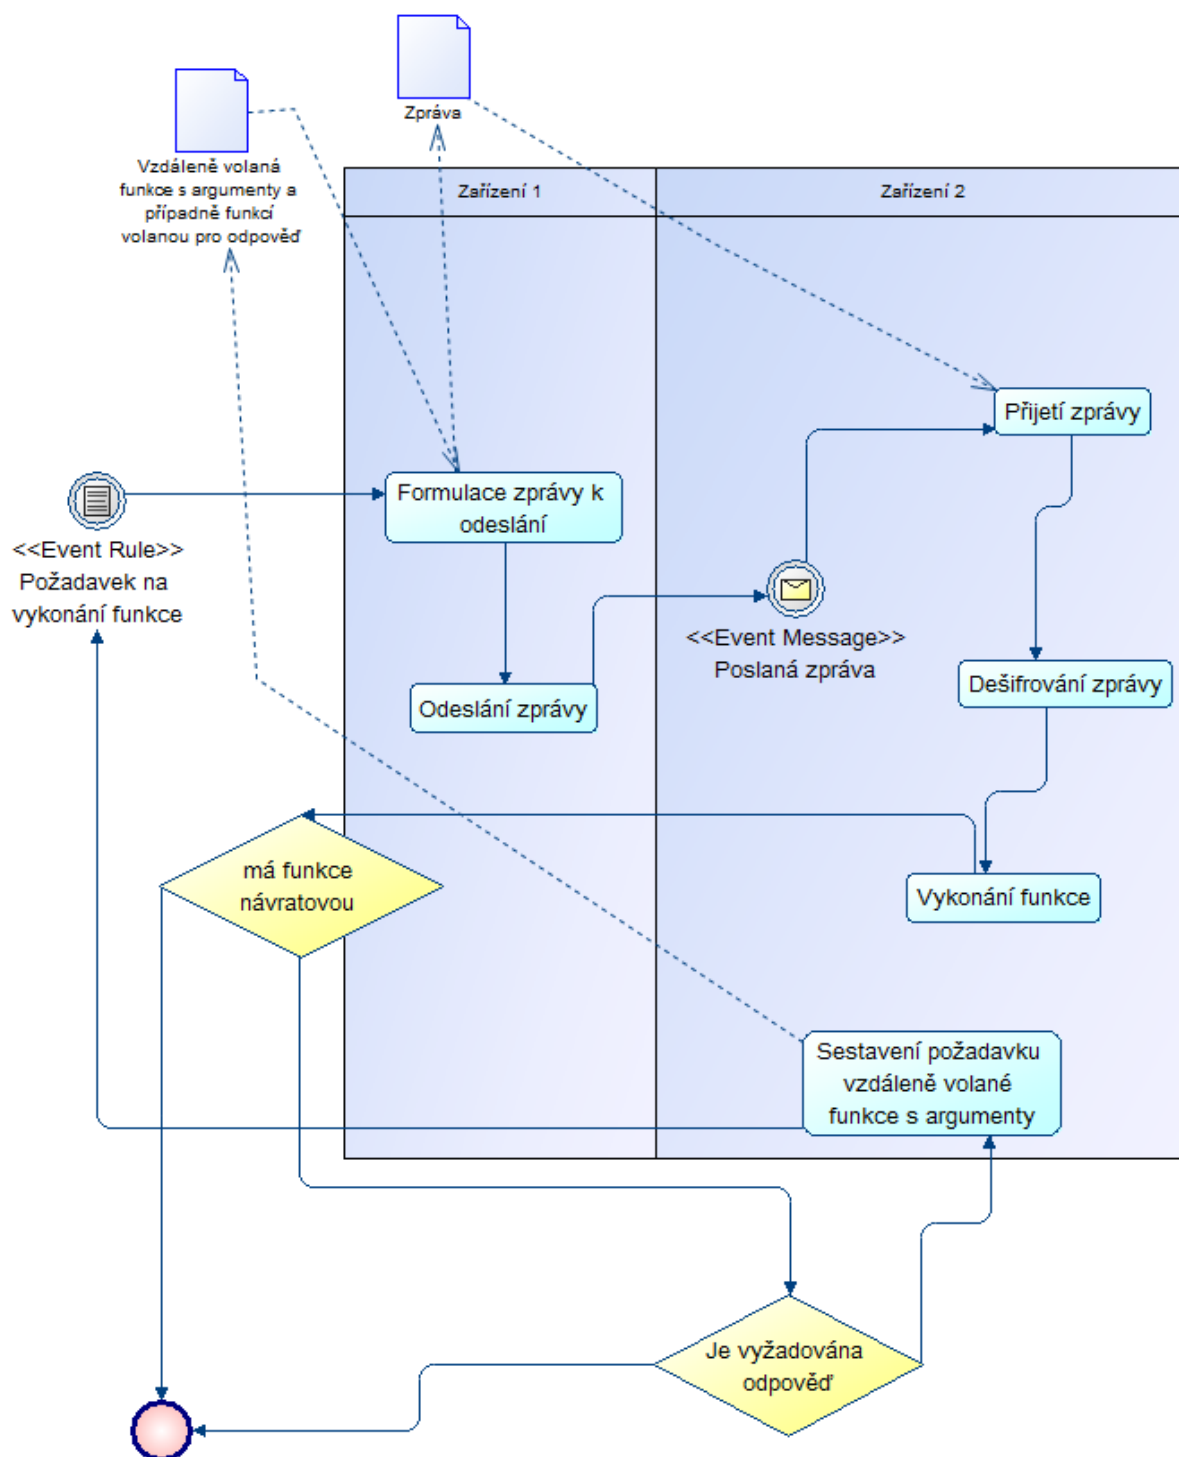 Zpráva
Vzdáleně volaná
funkce s argumenty a
případně funkcí
volanou pro odpověď
Zařízení 1
Zařízení 2
Přijetí zprávy
Formulace zprávy k
odeslání
<<Event Rule>>
Požadavek na
vykonání funkce
<<Event Message>>
Poslaná zpráva
Odeslání zprávy
Dešifrování zprávy
má funkce
návratovou
Vykonání funkce
Sestavení požadavku
vzdáleně volané
funkce s argumenty
Je vyžadována
odpověď